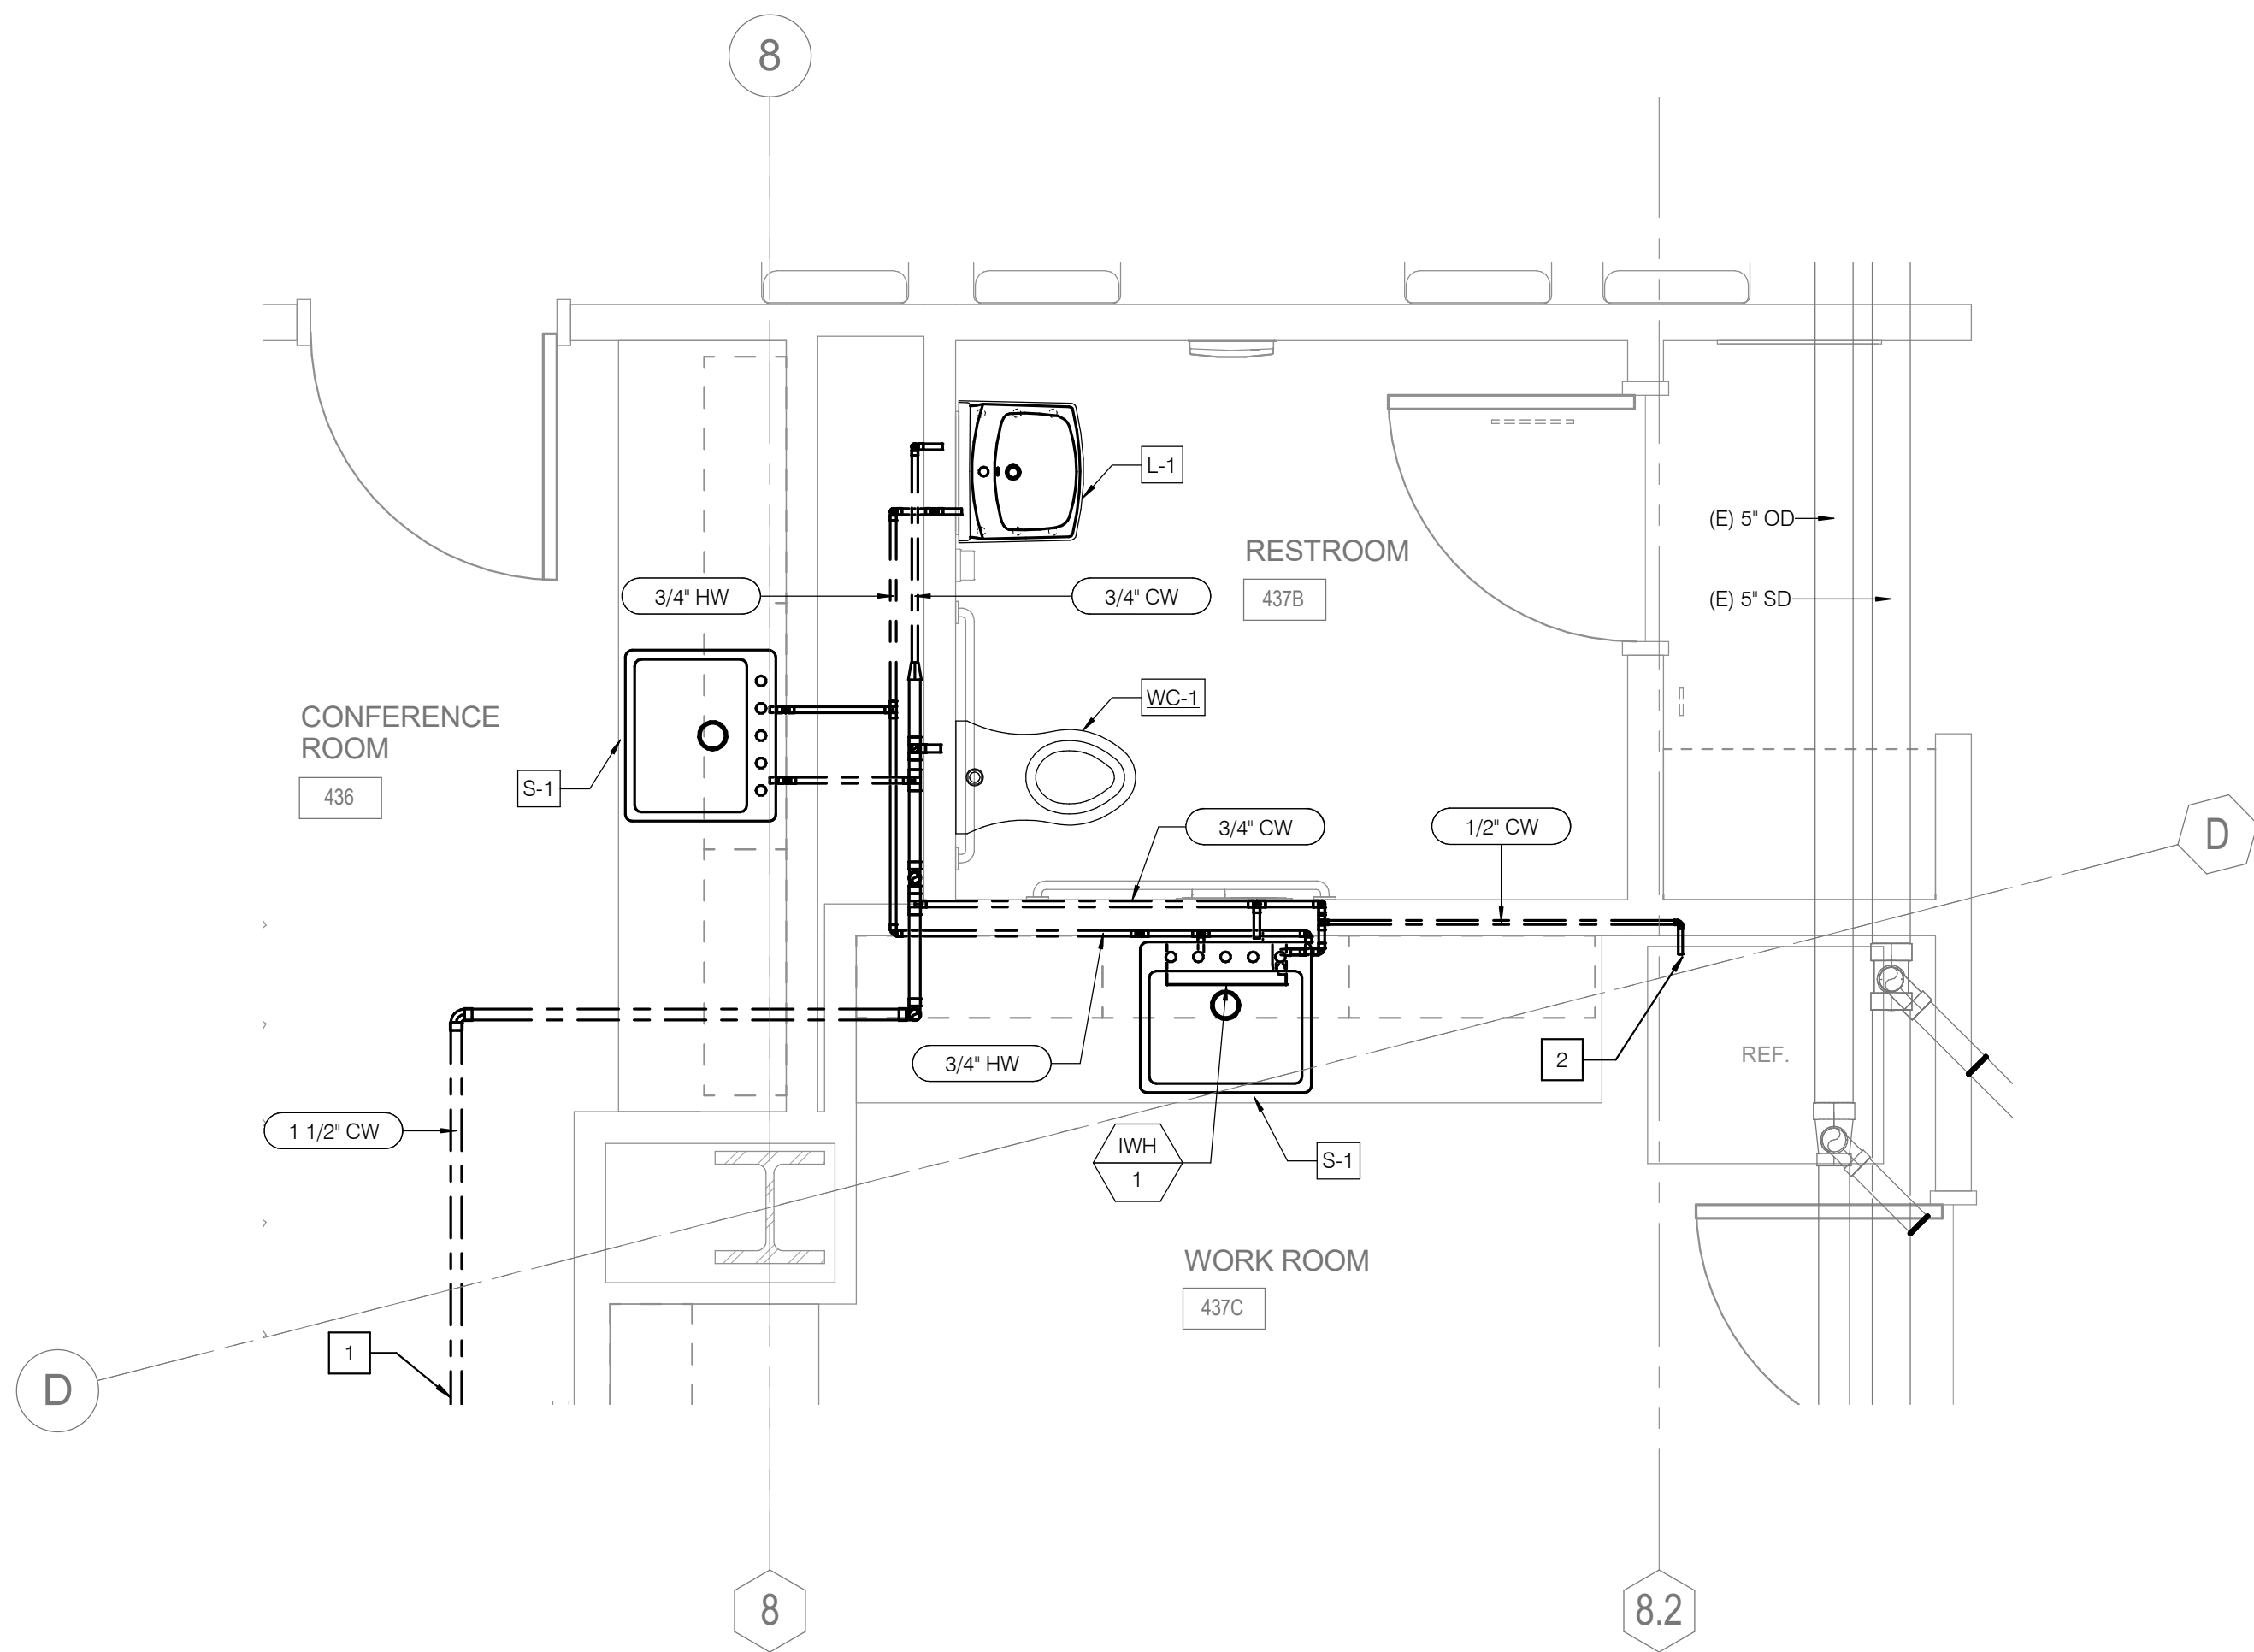 8
L-1
(E) 5" OD
RESTROOM
437B
3/4" HW
3/4" CW
(E) 5" SD
WC-1
CONFERENCE
ROOM
436
S-1
3/4" CW
1/2" CW
D
3/4" HW
2
REF.
1 1/2" CW
IWH
1
S-1
WORK ROOM
437C
1
D
8
8.2